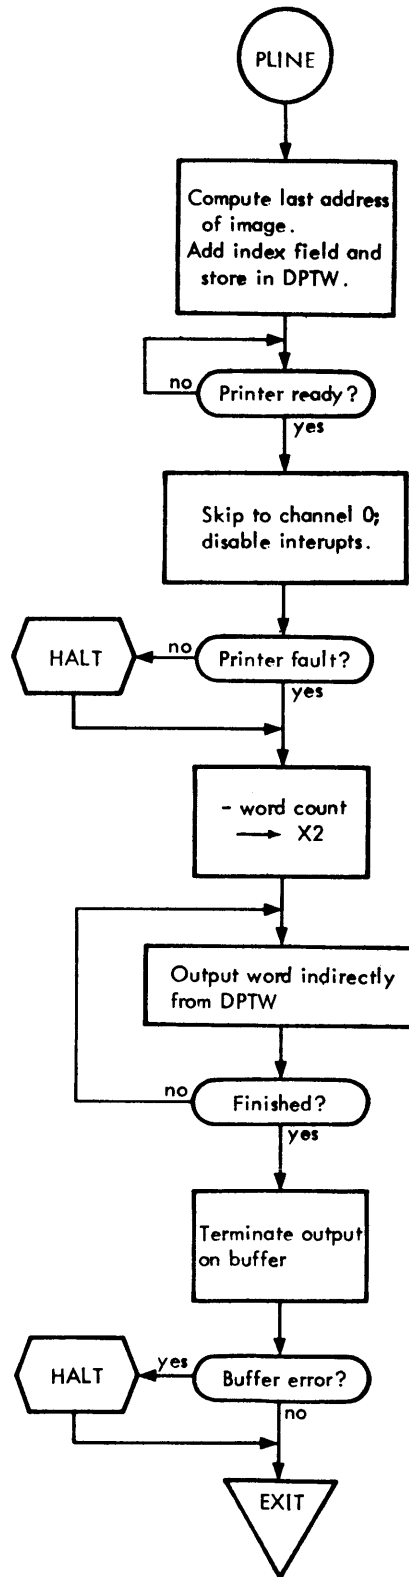 PLINE
Compute last address
of image.
Add index field and
store in DPTW.
no
Printer ready?
yes
Skip to channel 0;
disable interupts.
HALT
no
Printer fault?
yes
- word count
→ X2
Output word indirectly
from DPTW
no
Finished?
yes
Terminate output
on buffer
HALT
yes
Buffer error?
no
EXIT